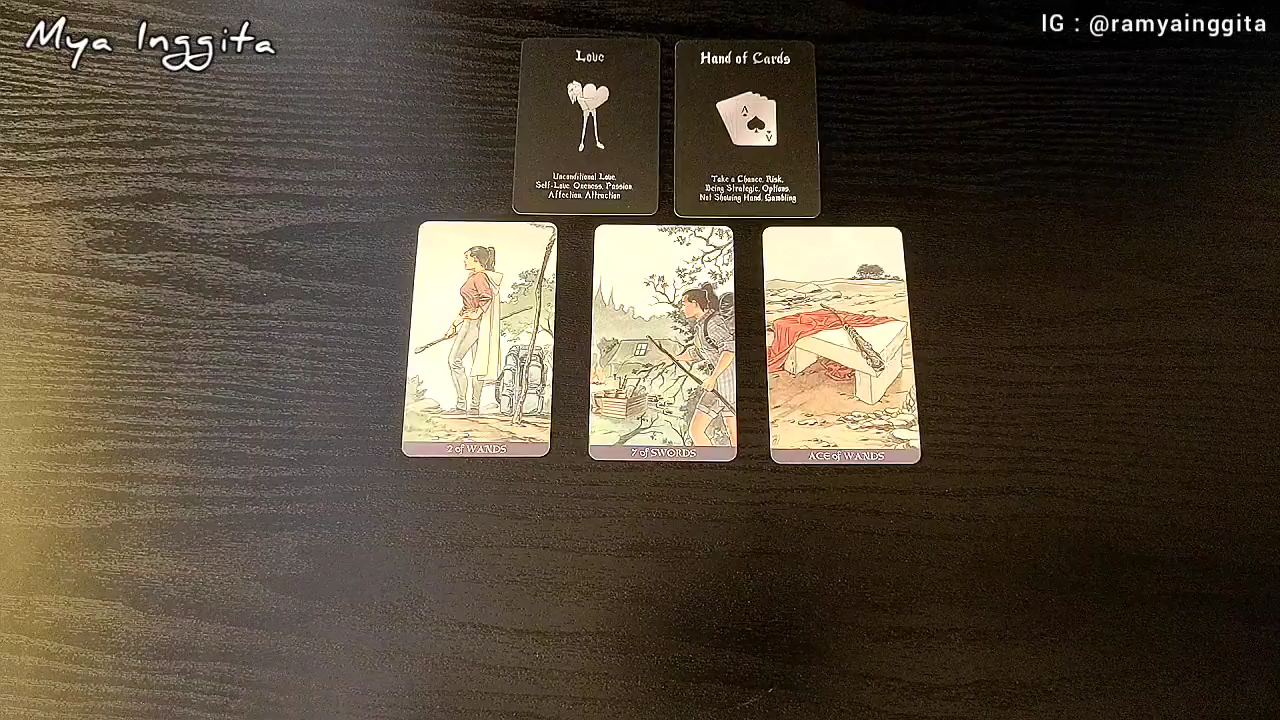 Mya Inggita
IG : @ramyainggita
Love
Unconditional Love,
Self-Love, Oneness, Passion,
Affection, Attraction
Hand of Cards
A
A
Take a Chance, Risk,
Being Strategic, Options,
Not Showing Hand, Gambling
2 of WANDS
7 of SWORDS
ACE of WANDS